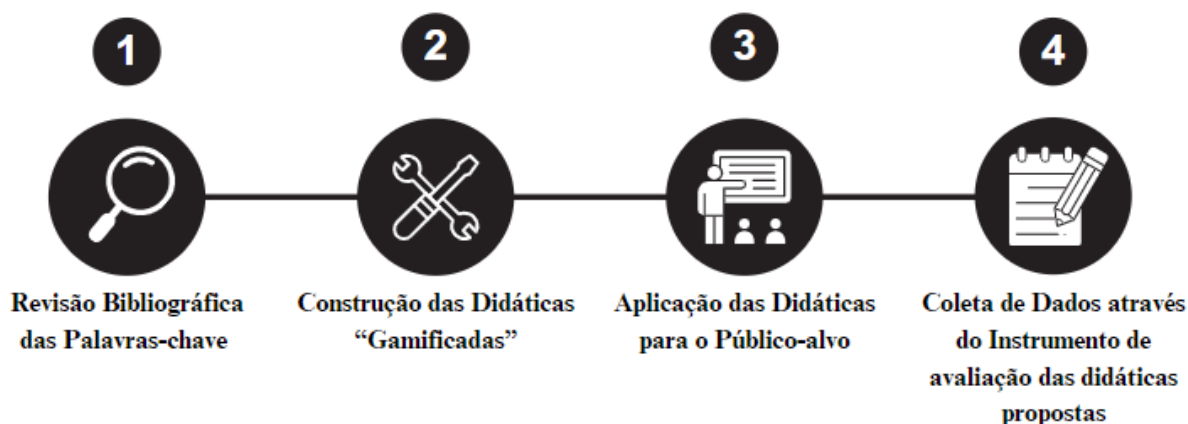 1
2
3
4
Revisão Bibliográfica
das Palavras-chave
Construção das Didáticas
“Gamificadas”
Aplicação das Didáticas
para o Público-alvo
Coleta de Dados através
do Instrumento de
avaliação das didáticas
propostas